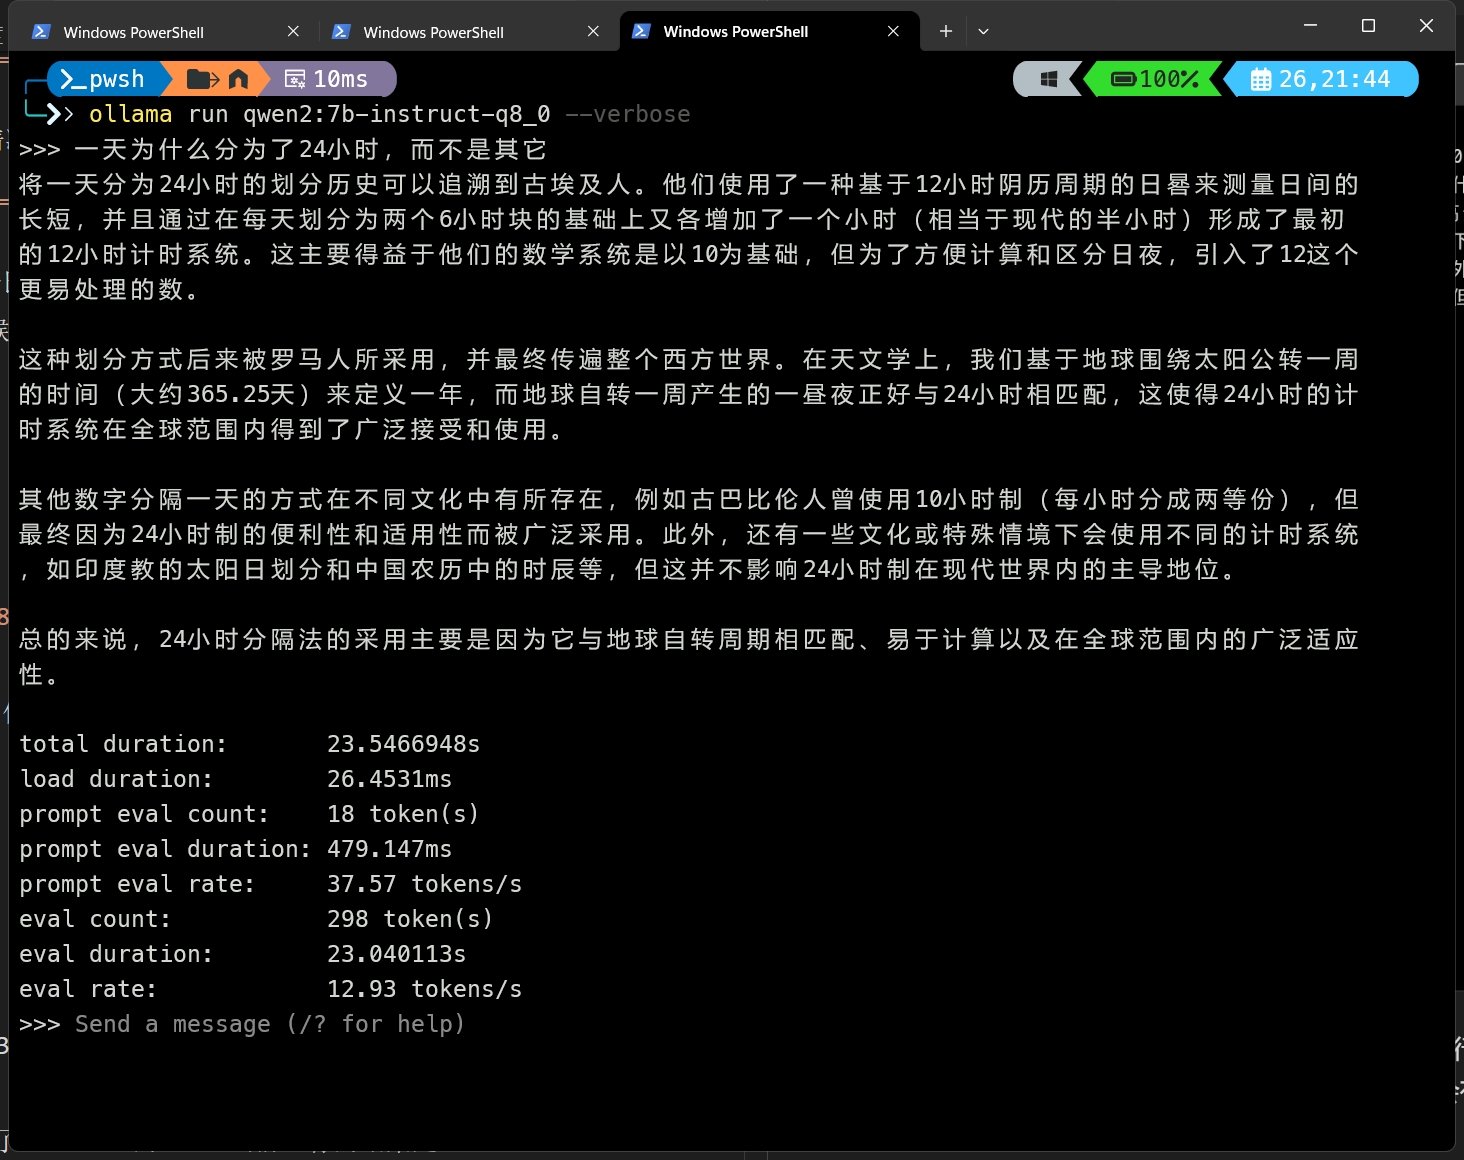 Windows PowerShell
Windows PowerShell
Windows PowerShell
pwsh 10ms 100% 26,21:44
ollama run qwen2:7b-instruct-q8_0 --verbose
>>> 一天为什么分为了24小时，而不是其它
将一天分为24小时的划分历史可以追溯到古埃及人。他们使用了一种基于12小时阴历周期的日晷来测量日间的
长短，并且通过在每天划分为两个6小时块的基础上又各增加了一个小时（相当于现代的半小时）形成了最初
的12小时计时系统。这主要得益于他们的数学系统是以10为基础，但为了方便计算和区分日夜，引入了12这个
更易处理的数。
这种划分方式后来被罗马人所采用，并最终传遍整个西方世界。在天文学上，我们基于地球围绕太阳公转一周
的时间（大约365.25天）来定义一年，而地球自转一周产生的一昼夜正好与24小时相匹配，这使得24小时的计
时系统在全球范围内得到了广泛接受和使用。
其他数字分隔一天的方式在不同文化中有所存在，例如古巴比伦人曾使用10小时制（每小时分成两等份），但
最终因为24小时制的便利性和适用性而被广泛采用。此外，还有一些文化或特殊情境下会使用不同的计时系统
，如印度教的太阳日划分和中国农历中的时辰等，但这并不影响24小时制在现代世界内的主导地位。
总的来说，24小时分隔法的采用主要是因为它与地球自转周期相匹配、易于计算以及在全球范围内的广泛适应
性。
total duration: 23.5466948s
load duration: 26.4531ms
prompt eval count: 18 token(s)
prompt eval duration: 479.147ms
prompt eval rate: 37.57 tokens/s
eval count: 298 token(s)
eval duration: 23.040113s
eval rate: 12.93 tokens/s
>>> Send a message (/? for help)